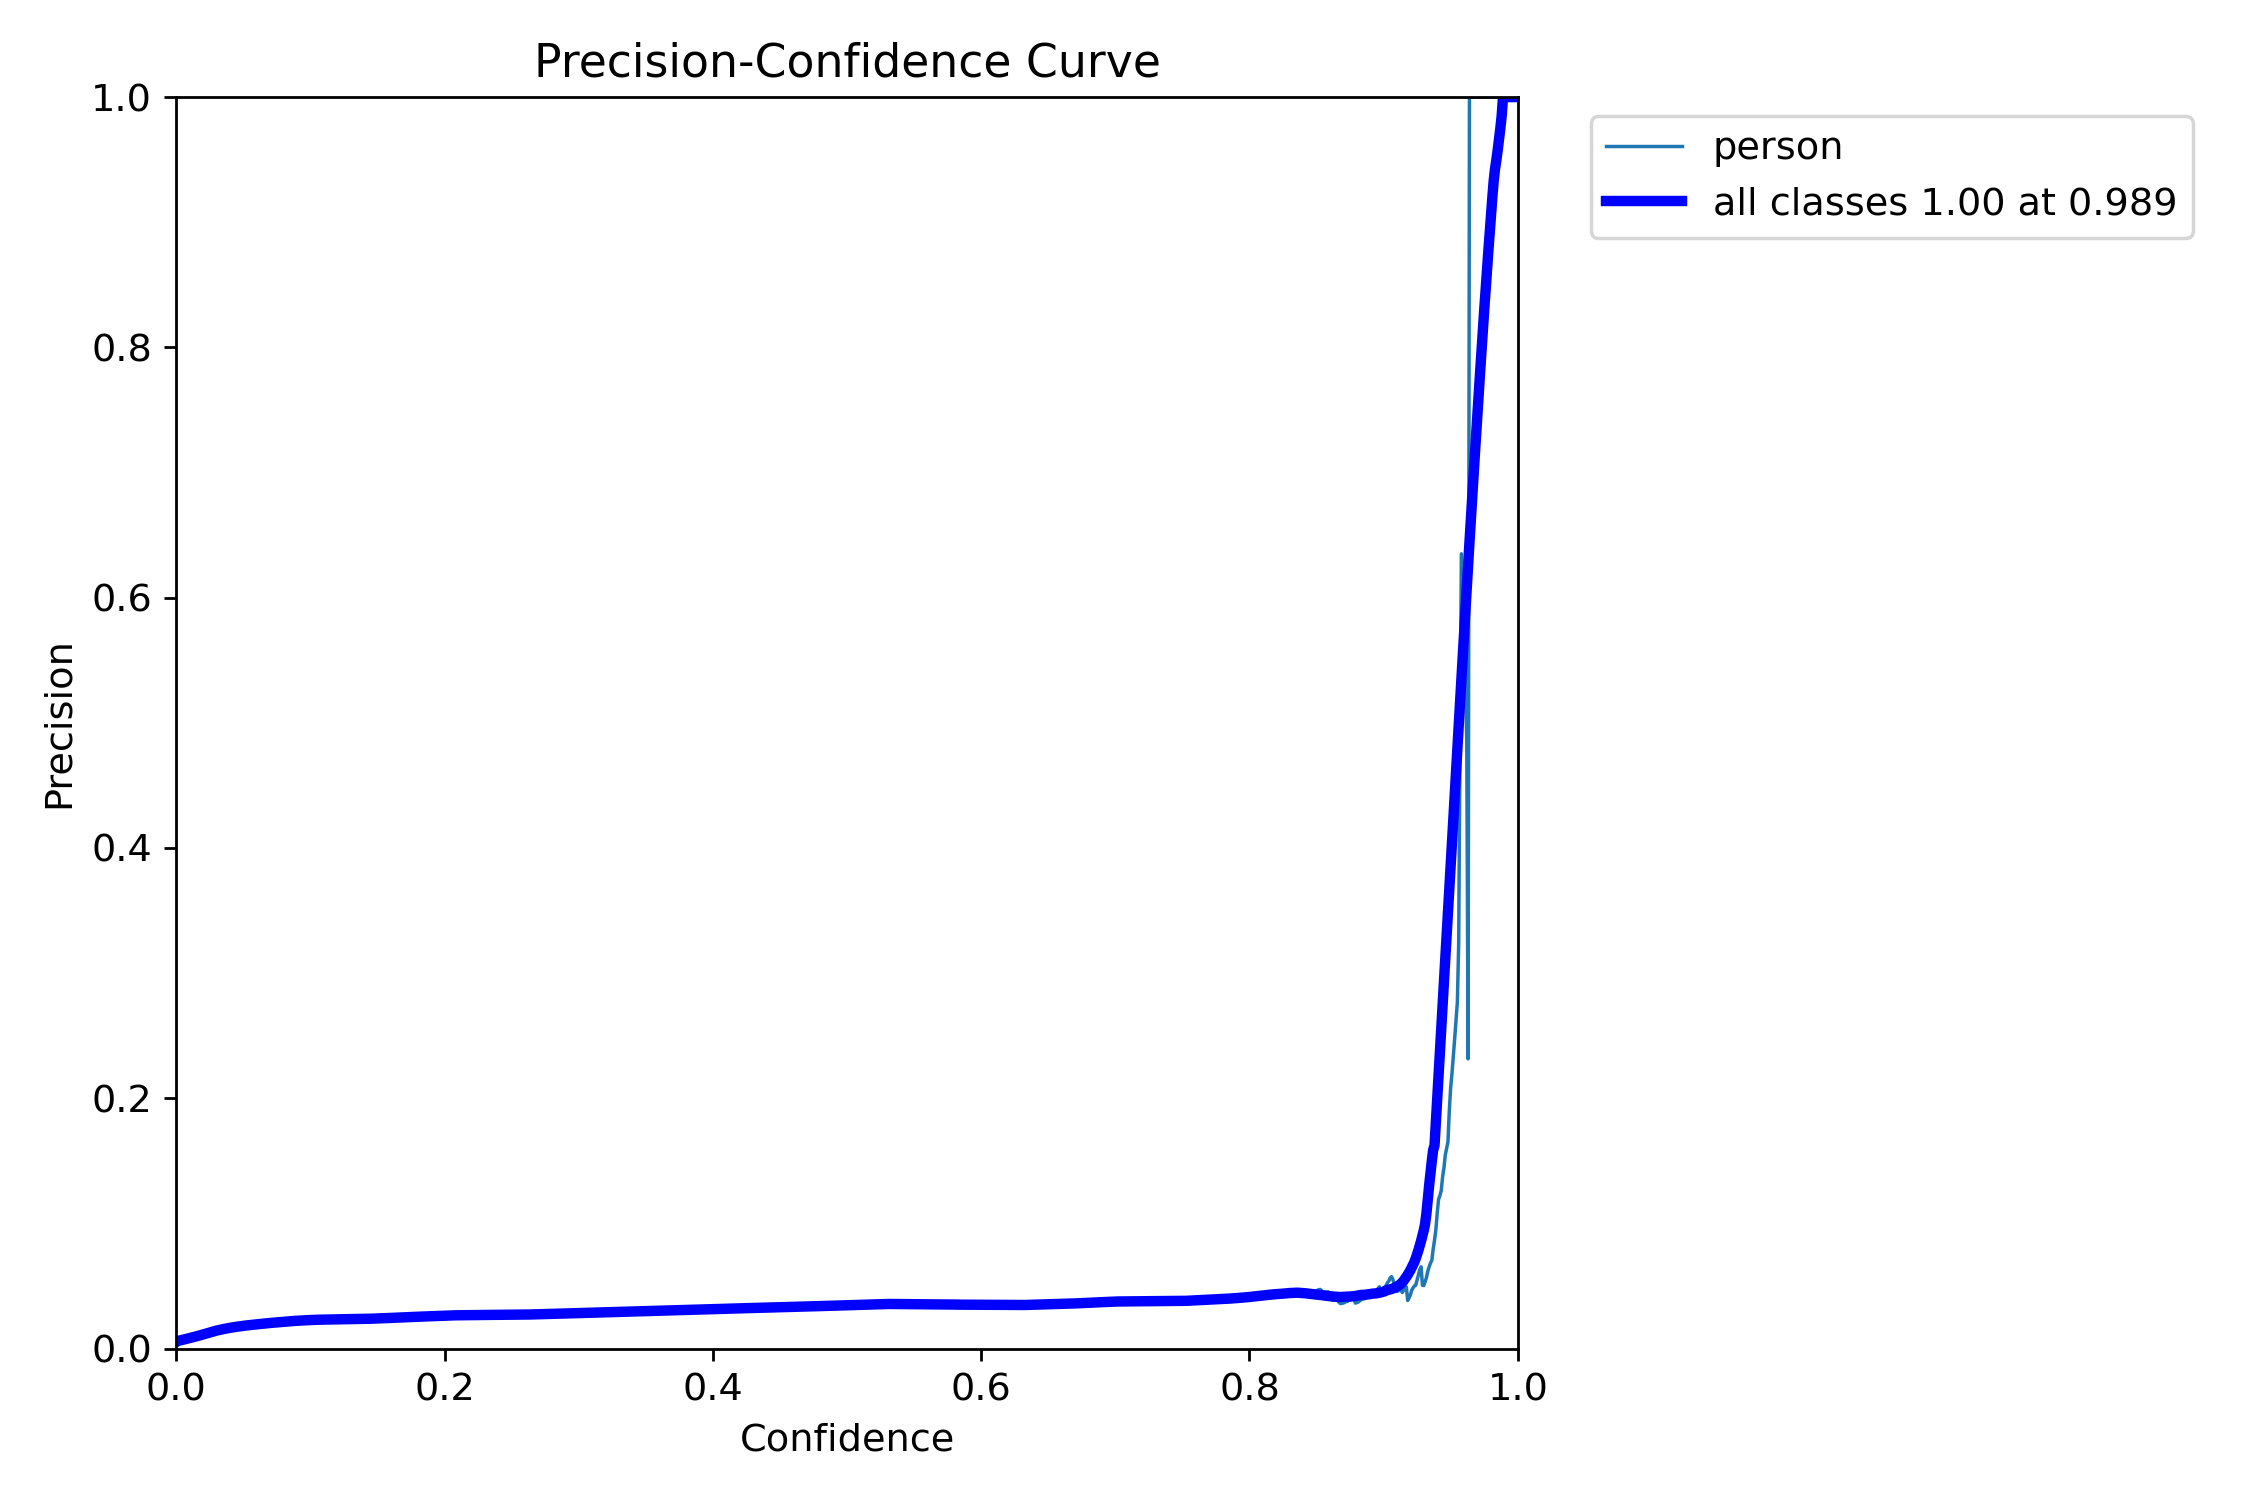 Precision-Confidence Curve
1.0
0.8
0.6
0.4
0.2
0.0
Precision
0.0 0.2 0.4 0.6 0.8 1.0
Confidence
person
all classes 1.00 at 0.989